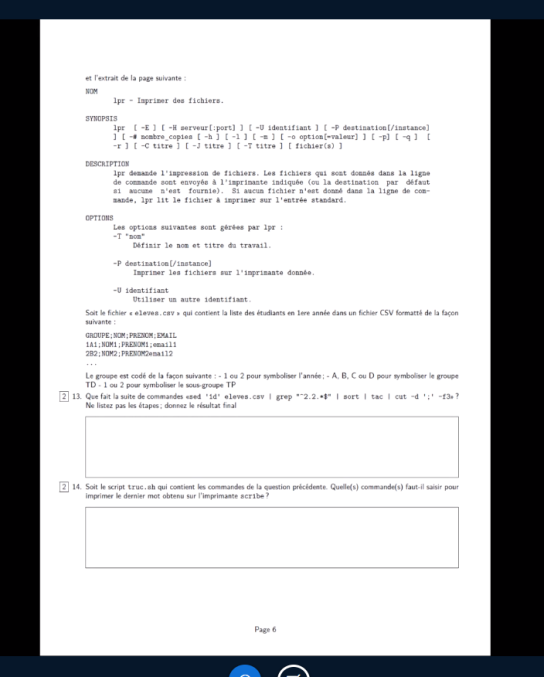 et l'extrait de la page suivante :
NOM
lpr - Imprimer des fichiers.
SYNOPSIS
lpr [ -E ] [ -H serveur[:port] ] [ -U identifiant ] [ -P destination[/instance]
] [ -# nombre_copies [ -h ] [ -l ] [ -m ] [ -o option[=valeur] ] [ -p] [ -q ] [
-r ] [ -C titre ] [ -J titre ] [ -T titre ] [ fichier(s) ]
DESCRIPTION
lpr demande l'impression de fichiers. Les fichiers qui sont donnés dans la ligne
de commande sont envoyés à l'imprimante indiquée (ou la destination par défaut
si aucune n'est fournie). Si aucun fichier n'est donné dans la ligne de com-
mande, lpr lit le fichier à imprimer sur l'entrée standard.
OPTIONS
Les options suivantes sont gérées par lpr :
-T "nom"
Définir le nom et titre du travail.
-P destination[/instance]
Imprimer les fichiers sur l'imprimante donnée.
-U identifiant
Utiliser un autre identifiant.
Soit le fichier « eleves.csv » qui contient la liste des étudiants en 1ere année dans un fichier CSV formatté de la façon
suivante :
GROUPE;NOM;PRENOM;EMAIL
1A1;NOM1;PRENOM1;email1
2B2;NOM2;PRENOM2email2
...
Le groupe est codé de la façon suivante : - 1 ou 2 pour symboliser l'année ; - A, B, C ou D pour symboliser le groupe
TD - 1 ou 2 pour symboliser le sous-groupe TP
2 13. Que fait la suite de commandes «sed '1d' eleves.csv | grep "^2.2.*$" | sort | tac | cut -d ';' -f3» ?
Ne listez pas les étapes ; donnez le résultat final
2 14. Soit le script truc.sh qui contient les commandes de la question précédente. Quelle(s) commande(s) faut-il saisir pour
imprimer le dernier mot obtenu sur l'imprimante scribe ?
Page 6